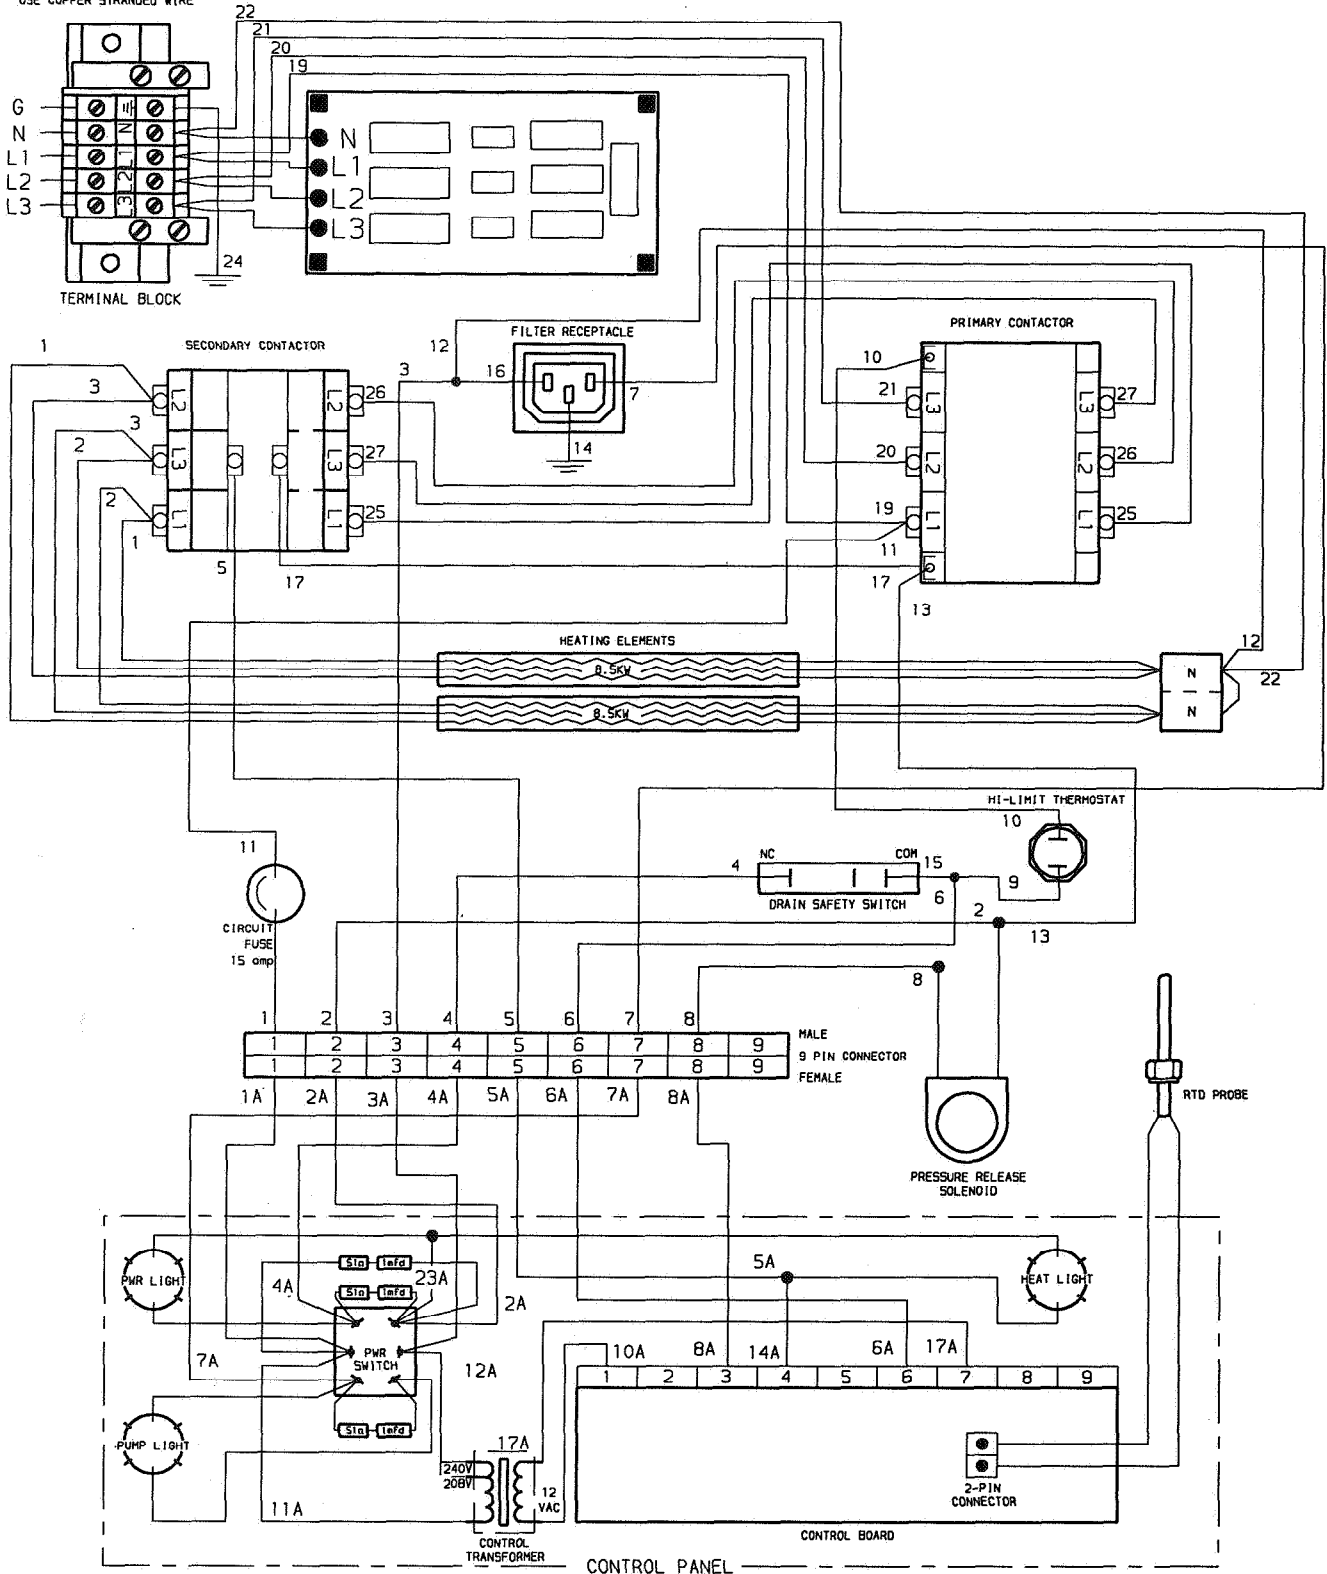 USE COPPER STRANDED WIRE
22
21
20
19
G
N
L1
L2
L3
N
L1
L2
L3
N
L1
L2
L3
24
TERMINAL BLOCK
FILTER RECEPTACLE
PRIMARY CONTACTOR
SECONDARY CONTACTOR
1
3
3
2
2
1
L2
L3
L1
L2
L3
L1
26
27
25
5
17
12
3
16
7
14
10
21
20
19
11
17
13
L3
L2
L1
L3
L2
L1
27
26
25
HEATING ELEMENTS
8.5KW
8.5KW
N
N
12
22
HI-LIMIT THERMOSTAT
10
11
CIRCUIT
FUSE
15 amp
NC
COM
4
15
6
9
DRAIN SAFETY SWITCH
2
13
8
1 2 3 4 5 6 7 8
1 2 3 4 5 6 7 8 9
1 2 3 4 5 6 7 8 9
MALE
9 PIN CONNECTOR
FEMALE
1A 2A 3A 4A 5A 6A 7A 8A
RTD PROBE
PRESSURE RELEASE
SOLENOID
PWR LIGHT
HEAT LIGHT
PUMP LIGHT
1mfd
1mfd
1mfd
4A
23A
2A
5A
PWR
SWITCH
7A
12A
10A
8A
14A
6A
17A
1 2 3 4 5 6 7 8 9
17A
240V
208V
12
VAC
11A
CONTROL
TRANSFORMER
2-PIN
CONNECTOR
CONTROL BOARD
CONTROL PANEL